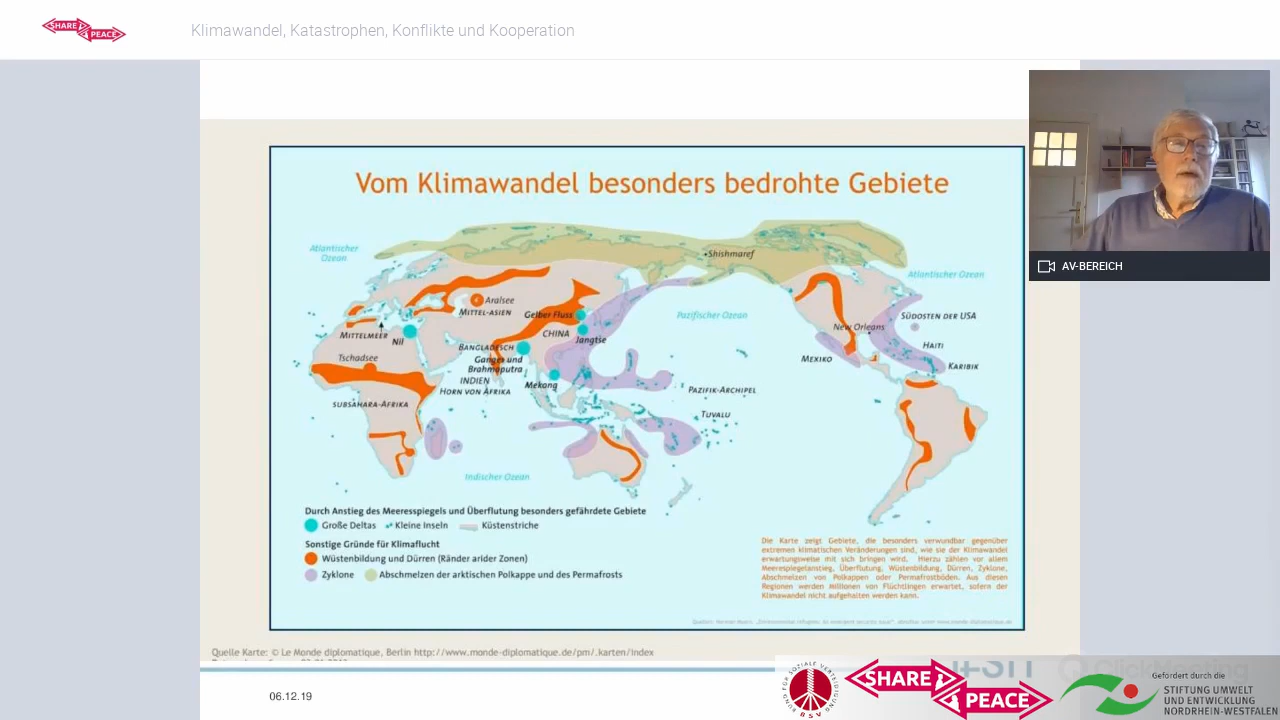 SHARE PEACE
Klimawandel, Katastrophen, Konflikte und Kooperation
AV-BEREICH
Vom Klimawandel besonders bedrohte Gebiete
Atlantischer
Ozean
Shishmaref
Atlantischer Ozean
Aralsee
MITTEL-ASIEN
Gelber Fluss
Pazifischer Ozean
SÜDOSTEN DER USA
MITTELMEER
Nil
CHINA
Jangtse
New Orleans
BANGLADESCH
HAITI
Tschadsee
Ganges und
Brahmaputra
MEXIKO
KARIBIK
INDIEN
Mekong
HORN VON AFRIKA
PAZIFIK-ARCHIPEL
SUBSAHARA-AFRIKA
TUVALU
Indischer Ozean
Durch Anstieg des Meeresspiegels und Überflutung besonders gefährdete Gebiete
Große Deltas Kleine Inseln Küstenstriche
Sonstige Gründe für Klimaflucht
Wüstenbildung und Dürren (Ränder arider Zonen)
Zyklone Abschmelzen der arktischen Polkappe und des Permafrosts
Die Karte zeigt Gebiete, die besonders verwundbar gegenüber
extremen klimatischen Veränderungen sind, wie sie der Klimawandel
erwartungsweise mit sich bringen wird. Hierzu zählen vor allem
Meeresspiegelanstieg, Überflutung, Wüstenbildung, Dürren, Zyklone,
Abschmelzen von Polkappen oder Permafrostböden. Aus diesen
Regionen werden Millionen von Flüchtlingen erwartet, sofern der
Klimawandel nicht aufgehalten werden kann.
Quelle Karte: © Le Monde diplomatique, Berlin http://www.monde-diplomatique.de/pm/.karten/index
06.12.19
BUND FÜR SOZIALE VERTEIDIGUNG
BSV
SHARE
PEACE
ClickMeeting
Gefördert durch die
STIFTUNG UMWELT
UND ENTWICKLUNG
NORDRHEIN-WESTFALEN